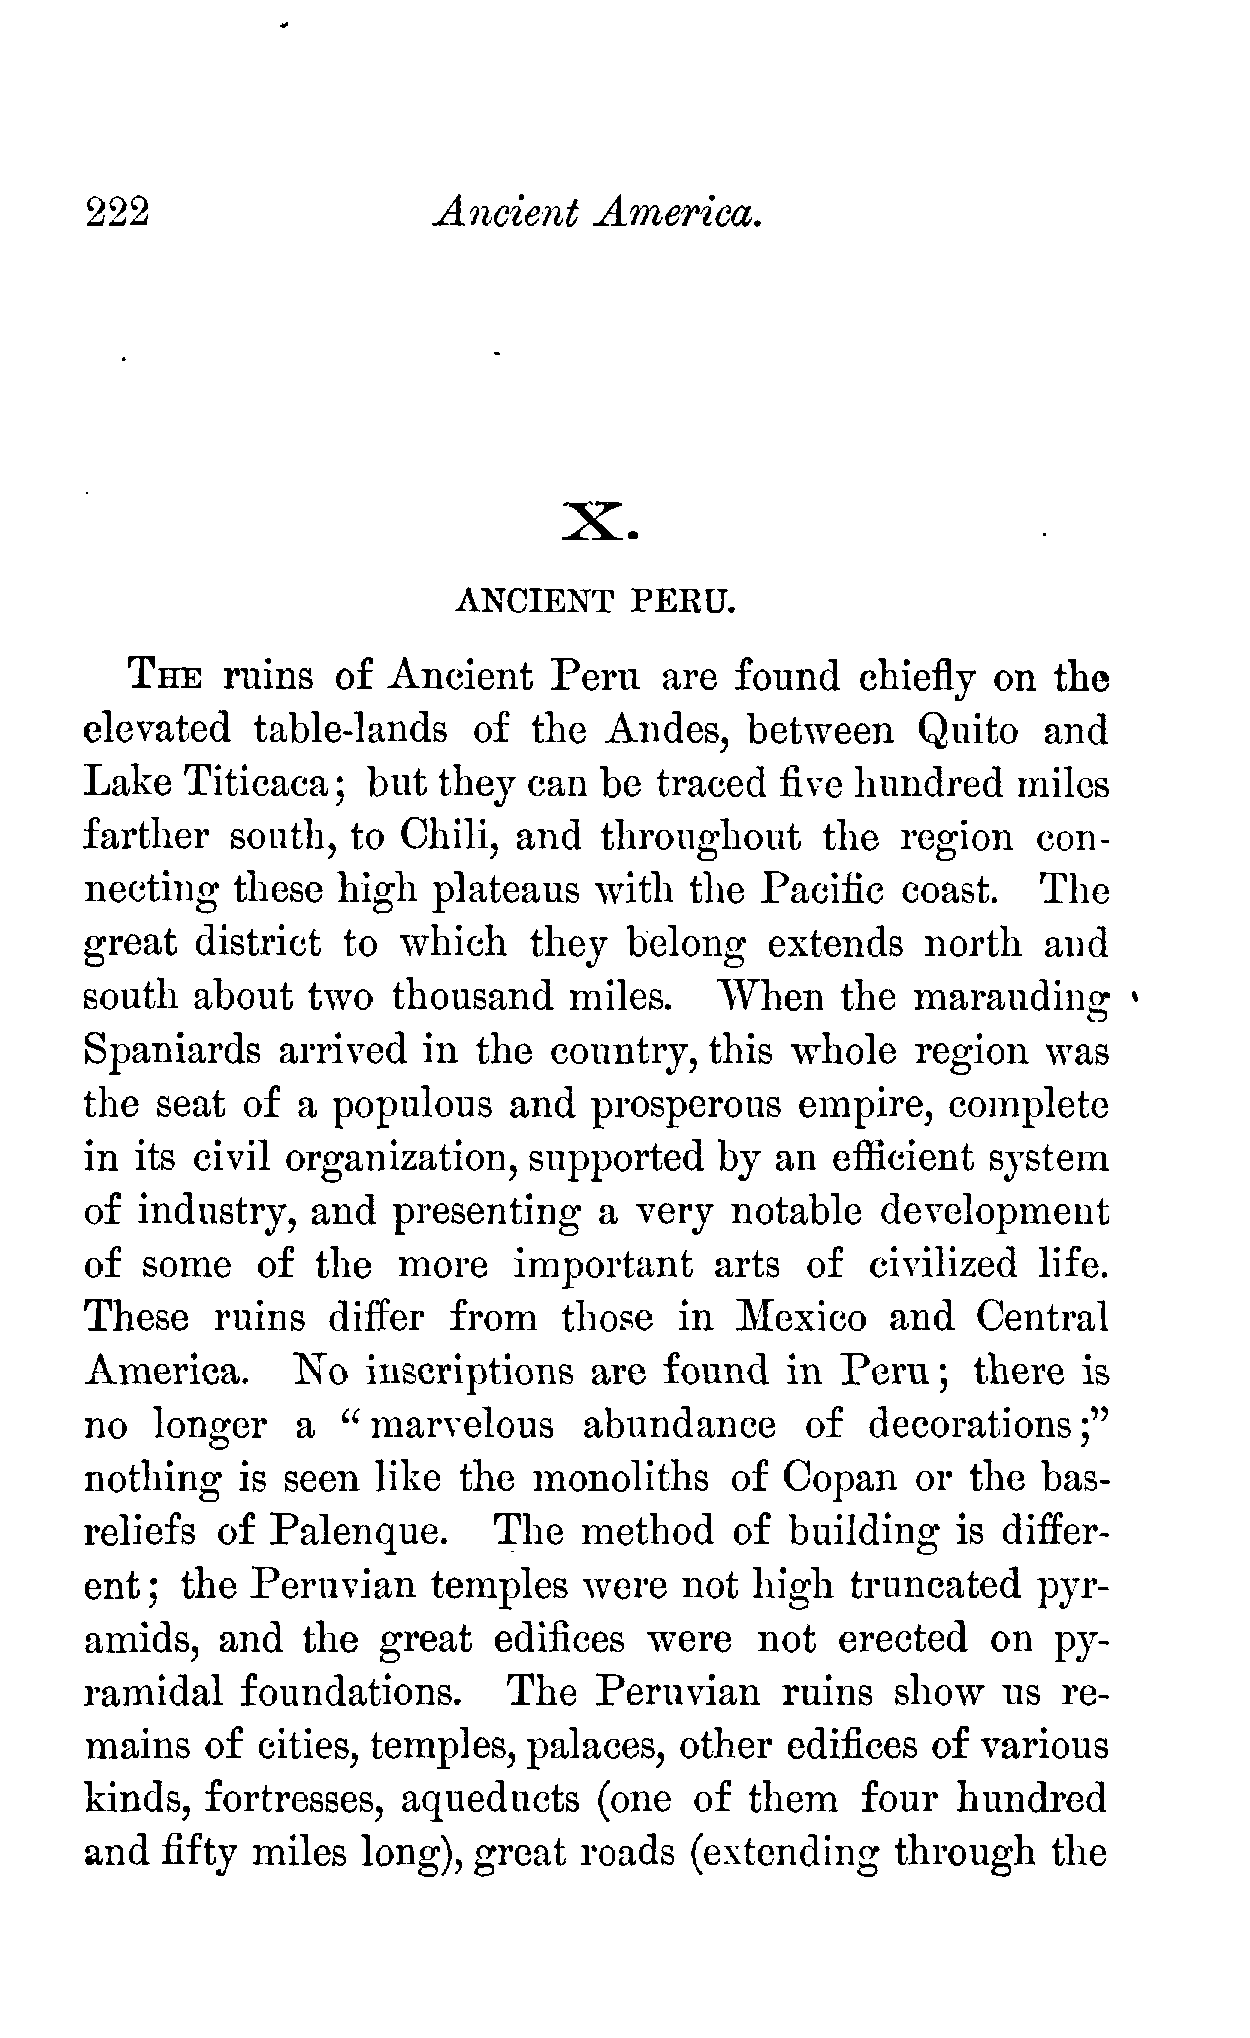 222 Ancient America.
X.
ANCIENT PERU.
THE ruins of Ancient Peru are found chiefly on the
elevated table-lands of the Andes, between Quito and
Lake Titicaca; but they can be traced five hundred miles
farther south, to Chili, and throughout the region con-
necting these high plateaus with the Pacific coast. The
great district to which they belong extends north and
south about two thousand miles. When the marauding
Spaniards arrived in the country, this whole region was
the seat of a populous and prosperous empire, complete
in its civil organization, supported by an efficient system
of industry, and presenting a very notable development
of some of the more important arts of civilized life.
These ruins differ from those in Mexico and Central
America. No inscriptions are found in Peru; there is
no longer a “marvelous abundance of decorations;”
nothing is seen like the monoliths of Copan or the bas-
reliefs of Palenque. The method of building is differ-
ent; the Peruvian temples were not high truncated pyr-
amids, and the great edifices were not erected on py-
ramidal foundations. The Peruvian ruins show us re-
mains of cities, temples, palaces, other edifices of various
kinds, fortresses, aqueducts (one of them four hundred
and fifty miles long), great roads (extending through the